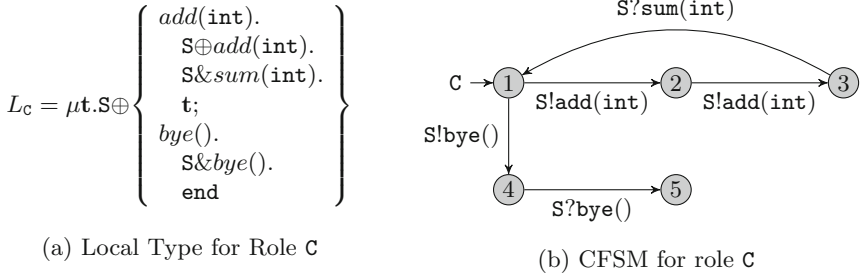 L_C = μt.S⊕ { add(int).
S⊕add(int).
S&sum(int).
t;
bye().
S&bye().
end }
(a) Local Type for Role C
S?sum(int)
C 1 2 3
S!add(int) S!add(int)
S!bye()
4 5
S?bye()
(b) CFSM for role C